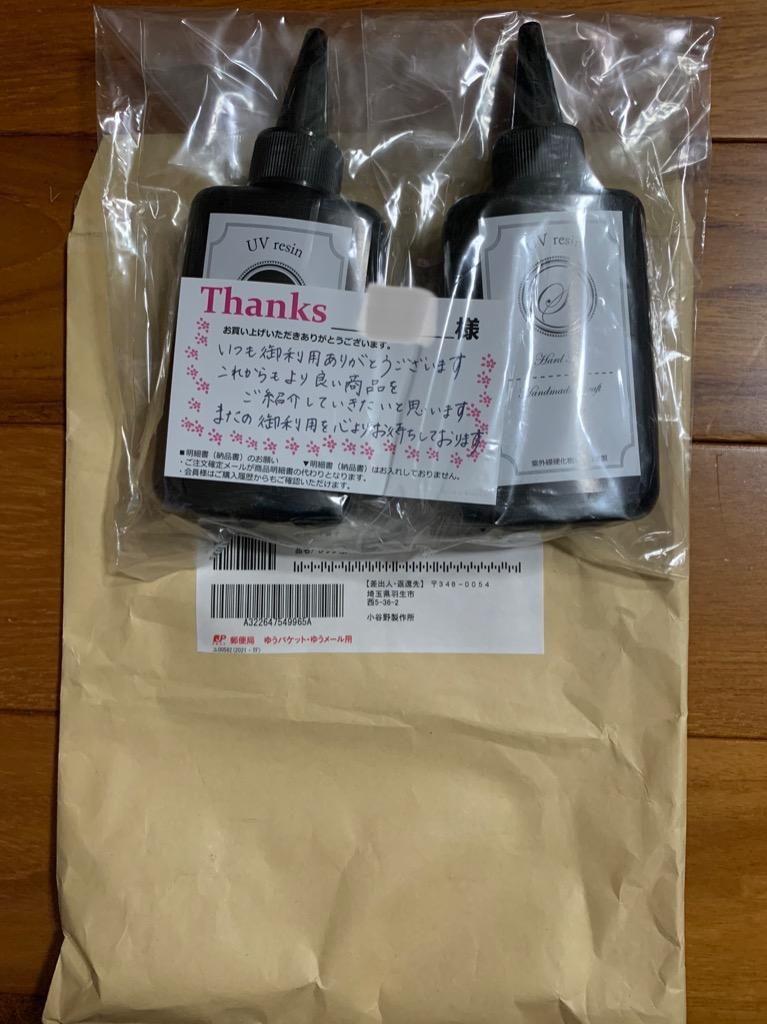 UV resin
UV resin
Hard
Handmade Craft
紫外線硬化樹脂
Thanks
様
お買い上げいただきありがとうございます。
いつも御利用ありがとうございます
これからもより良い商品を
ご紹介していきたいと思います
またの御利用を心よりお待ちしております
■明細書（納品書）のお願い
▼明細書（納品書）はお入れしておりません。
・ご注文確定メールが商品明細書の代わりとなります。
・会員様はご購入履歴からもご確認いただけます。
【差出人・返還先】 〒348-0054
埼玉県羽生市
西5-36-2
小谷野製作所
A322647549965A
郵便局 ゆうパケット・ゆうメール用